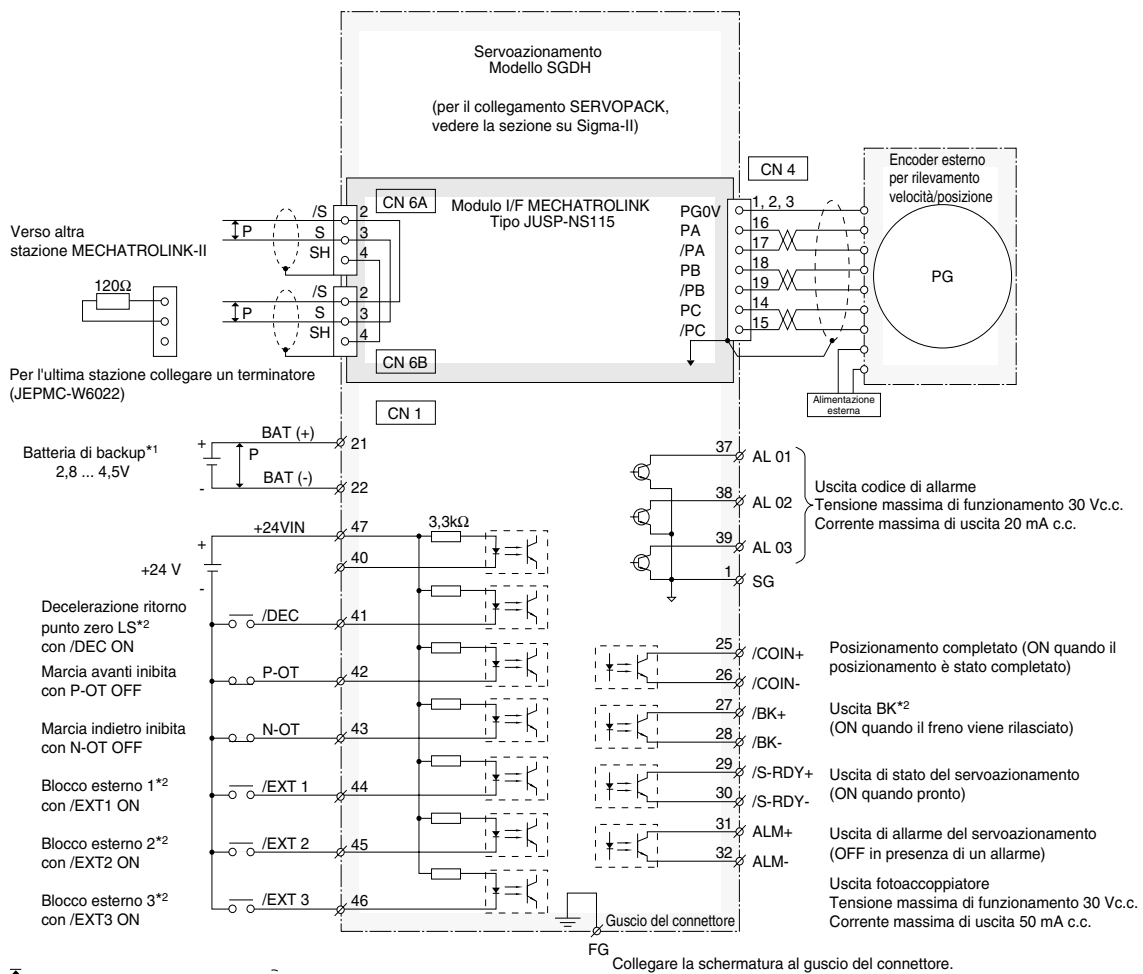 Servoazionamento
Modello SGDH
(per il collegamento SERVOPACK,
vedere la sezione su Sigma-II)
CN 4
Encoder esterno
per rilevamento
velocità/posizione
CN 6A
Modulo I/F MECHATROLINK
Tipo JUSP-NS115
Verso altra
stazione MECHATROLINK-II
P
/S 2
S 3
SH 4
120Ω
P
/S 2
S 3
SH 4
CN 6B
PG0V 1, 2, 3
PA 16
/PA 17
PB 18
/PB 19
PC 14
/PC 15
PG
Alimentazione
esterna
Per l'ultima stazione collegare un terminatore
(JEPMC-W6022)
CN 1
Batteria di backup*1
2,8 ... 4,5V
+
-
BAT (+) 21
P
BAT (-) 22
+24VIN 47
3,3kΩ
+
+24 V
-
40
Decelerazione ritorno
punto zero LS*2
con /DEC ON
/DEC 41
Marcia avanti inibita
con P-OT OFF
P-OT 42
Marcia indietro inibita
con N-OT OFF
N-OT 43
Blocco esterno 1*2
con /EXT1 ON
/EXT 1 44
Blocco esterno 2*2
con /EXT2 ON
/EXT 2 45
Blocco esterno 3*2
con /EXT3 ON
/EXT 3 46
37 AL 01
38 AL 02
39 AL 03
1 SG
Uscita codice di allarme
Tensione massima di funzionamento 30 Vc.c.
Corrente massima di uscita 20 mA c.c.
25 /COIN+
26 /COIN-
Posizionamento completato (ON quando il
posizionamento è stato completato)
27 /BK+
28 /BK-
Uscita BK*2
(ON quando il freno viene rilasciato)
29 /S-RDY+
30 /S-RDY-
Uscita di stato del servoazionamento
(ON quando pronto)
31 ALM+
32 ALM-
Uscita di allarme del servoazionamento
(OFF in presenza di un allarme)
Uscita fotoaccoppiatore
Tensione massima di funzionamento 30 Vc.c.
Corrente massima di uscita 50 mA c.c.
Guscio del connettore
FG
Collegare la schermatura al guscio del connettore.